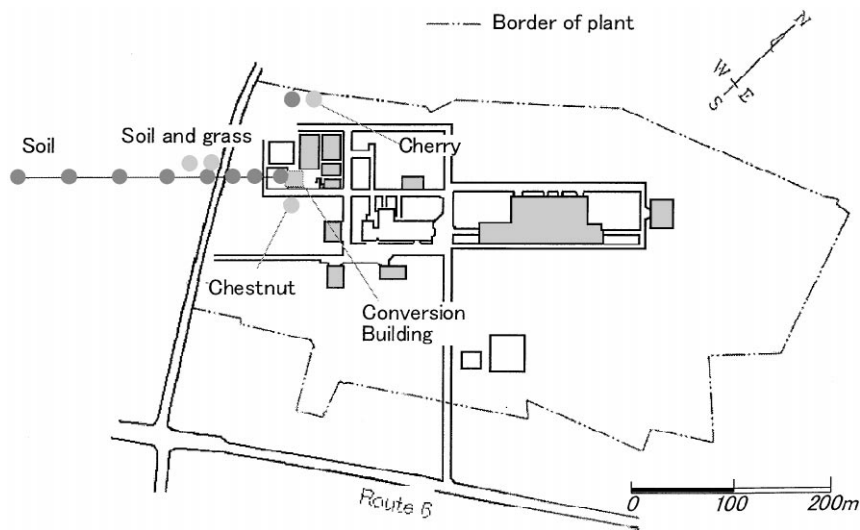 Border of plant
N
W
E
S
Soil
Soil and grass
Cherry
Chestnut
Conversion
Building
Route 6
0
100
200m